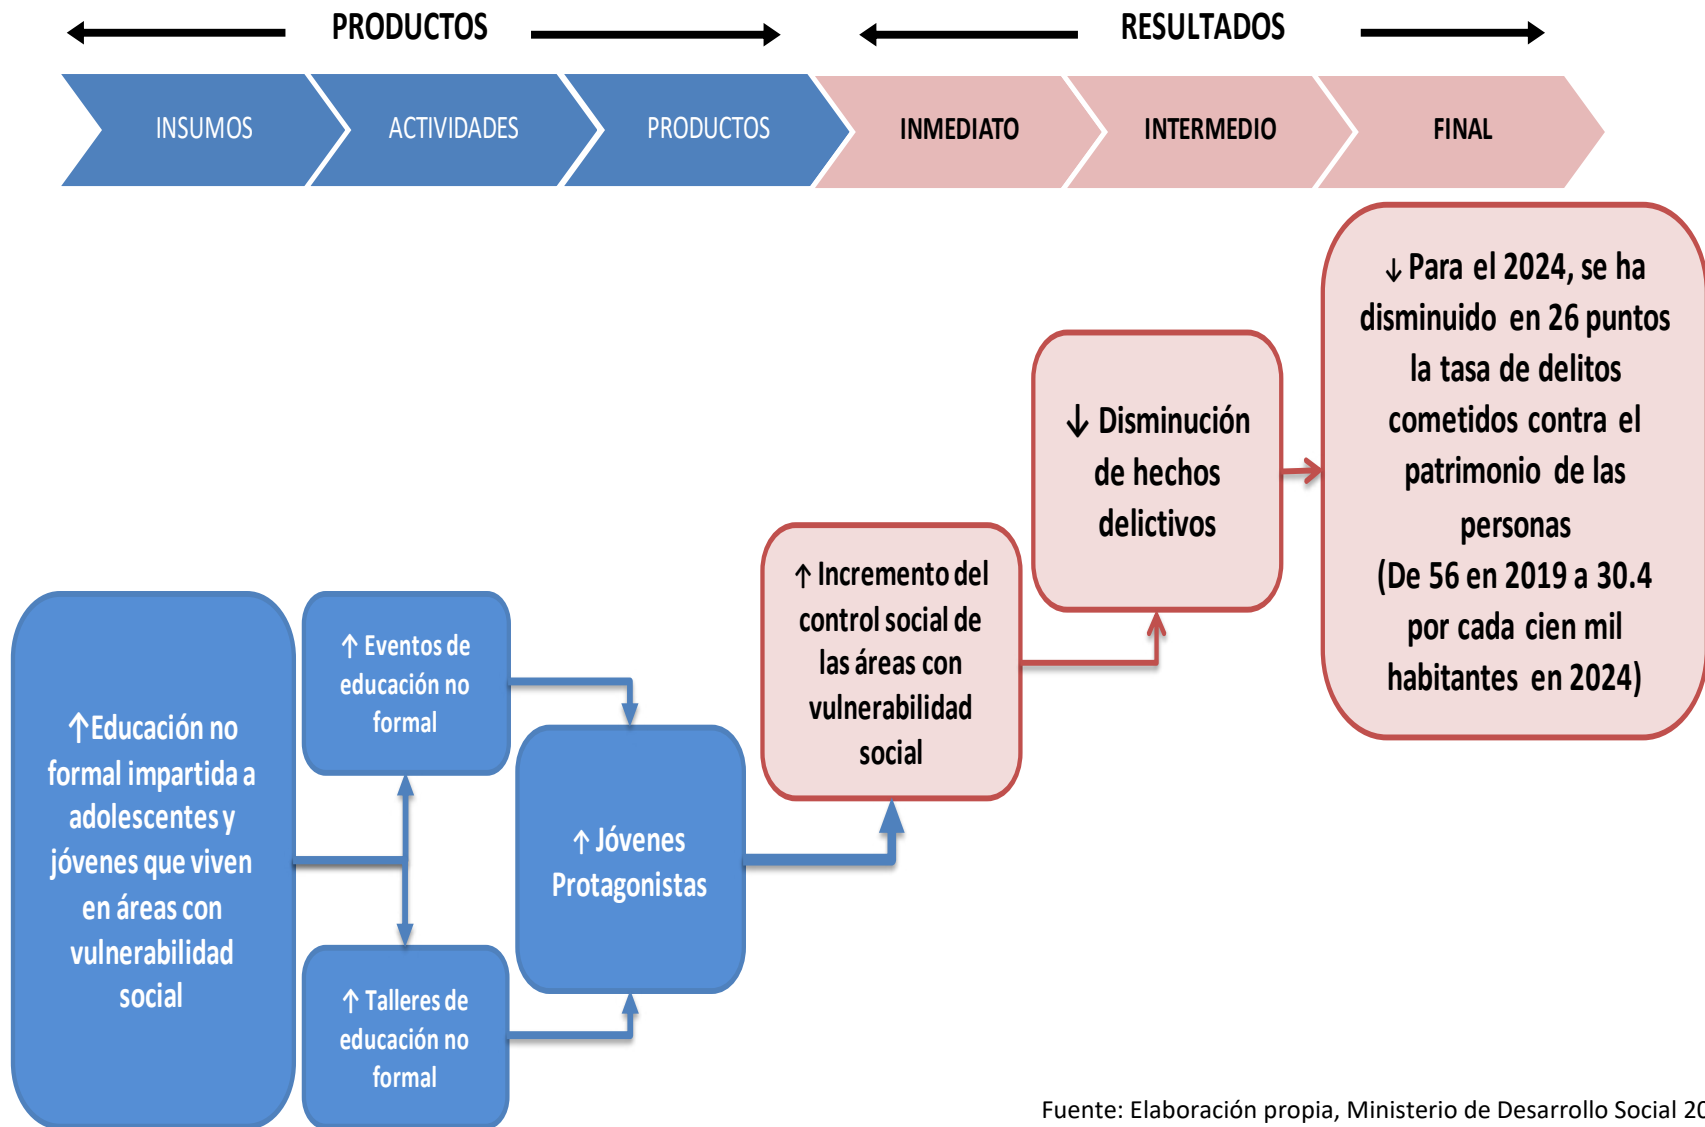 PRODUCTOS
RESULTADOS
INSUMOS
ACTIVIDADES
PRODUCTOS
INMEDIATO
INTERMEDIO
FINAL
↑Educación no
formal impartida a
adolescentes y
jóvenes que viven
en áreas con
vulnerabilidad
social
↑ Eventos de
educación no
formal
↑ Talleres de
educación no
formal
↑ Jóvenes
Protagonistas
↑ Incremento del
control social de
las áreas con
vulnerabilidad
social
↓ Disminución
de hechos
delictivos
↓ Para el 2024, se ha
disminuido en 26 puntos
la tasa de delitos
cometidos contra el
patrimonio de las
personas
(De 56 en 2019 a 30.4
por cada cien mil
habitantes en 2024)
Fuente: Elaboración propia, Ministerio de Desarrollo Social